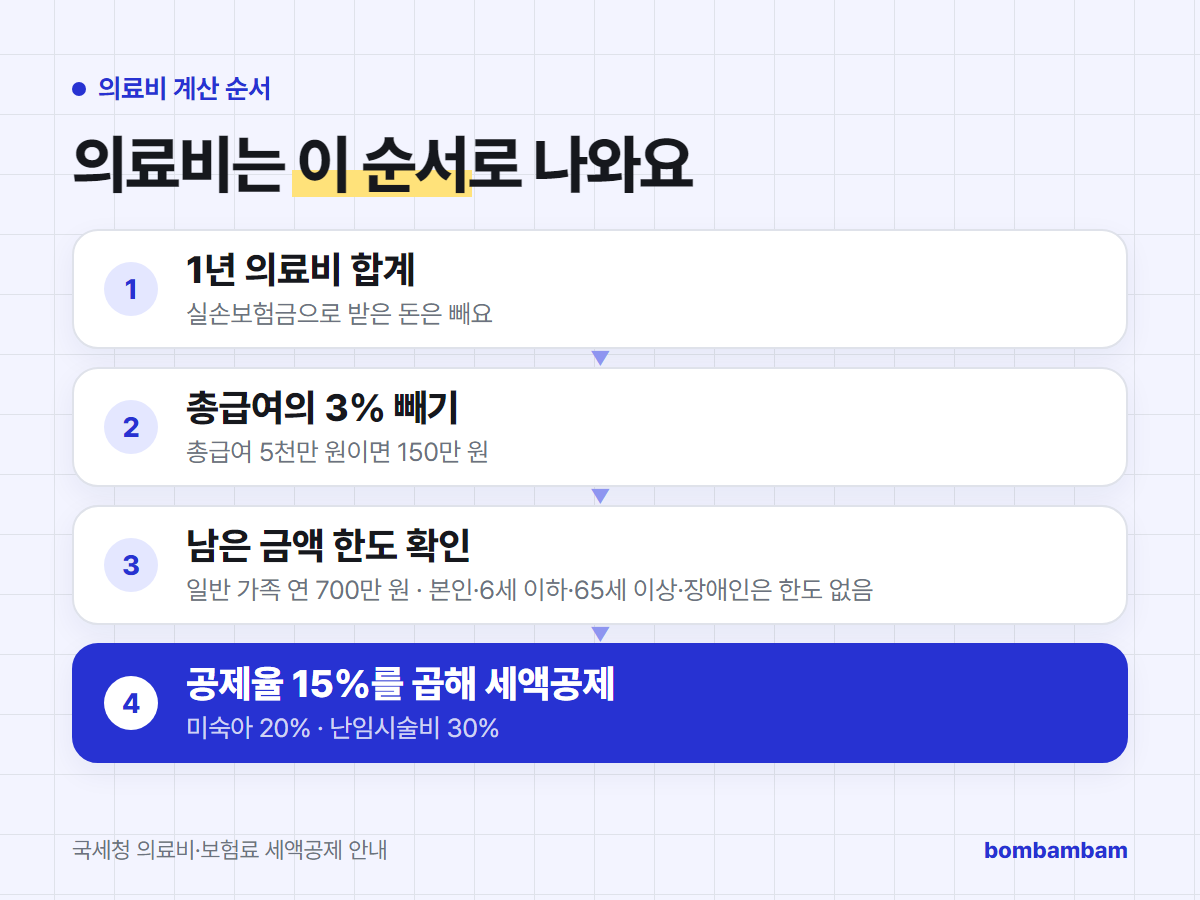 의료비 계산 순서
의료비는 이 순서로 나와요
1
1년 의료비 합계
실손보험금으로 받은 돈은 빼요
2
총급여의 3% 빼기
총급여 5천만 원이면 150만 원
3
남은 금액 한도 확인
일반 가족 연 700만 원 · 본인·6세 이하·65세 이상·장애인은 한도 없음
4
공제율 15%를 곱해 세액공제
미숙아 20% · 난임시술비 30%
국세청 의료비·보험료 세액공제 안내
bombambam